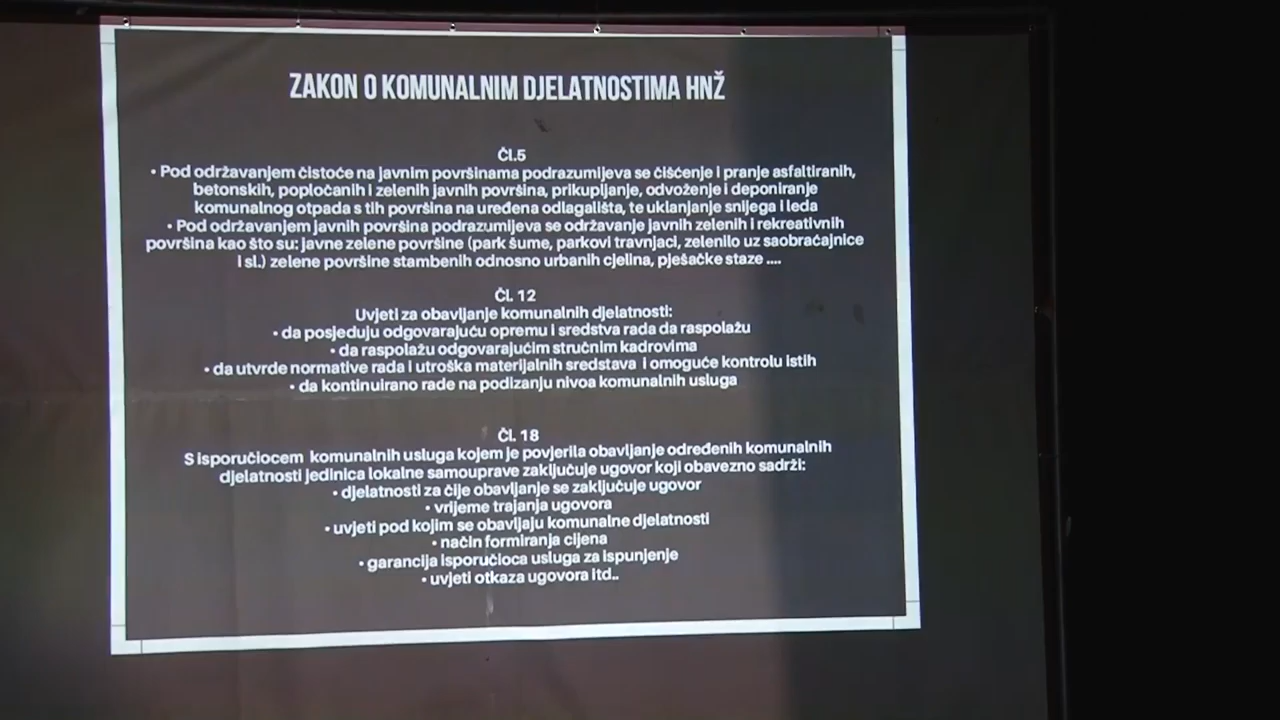 ZAKON O KOMUNALNIM DJELATNOSTIMA HNŽ
Čl.5
• Pod održavanjem čistoće na javnim površinama podrazumijeva se čišćenje i pranje asfaltiranih,
betonskih, popločanih i zelenih javnih površina, prikupljanje, odvoženje i deponiranje
komunalnog otpada s tih površina na uređena odlagališta, te uklanjanje snijega i leda
• Pod održavanjem javnih površina podrazumijeva se održavanje javnih zelenih i rekreativnih
površina kao što su: javne zelene površine (park šume, parkovi travnjaci, zelenilo uz saobraćajnice
i sl.) zelene površine stambenih odnosno urbanih cjelina, pješačke staze ....
Čl. 12
Uvjeti za obavljanje komunalnih djelatnosti:
• da posjeduju odgovarajuću opremu i sredstva rada da raspolažu
• da raspolažu odgovarajućim stručnim kadrovima
• da utvrde normative rada i utroška materijalnih sredstava i omoguće kontrolu istih
• da kontinuirano rade na podizanju nivoa komunalnih usluga
Čl. 18
S isporučiocem komunalnih usluga kojem je povjerila obavljanje određenih komunalnih
djelatnosti jedinica lokalne samouprave zaključuje ugovor koji obavezno sadrži:
• djelatnosti za čije obavljanje se zaključuje ugovor
• vrijeme trajanja ugovora
• uvjeti pod kojim se obavljaju komunalne djelatnosti
• način formiranja cijena
• garancija isporučioca usluga za ispunjenje
• uvjeti otkaza ugovora itd..